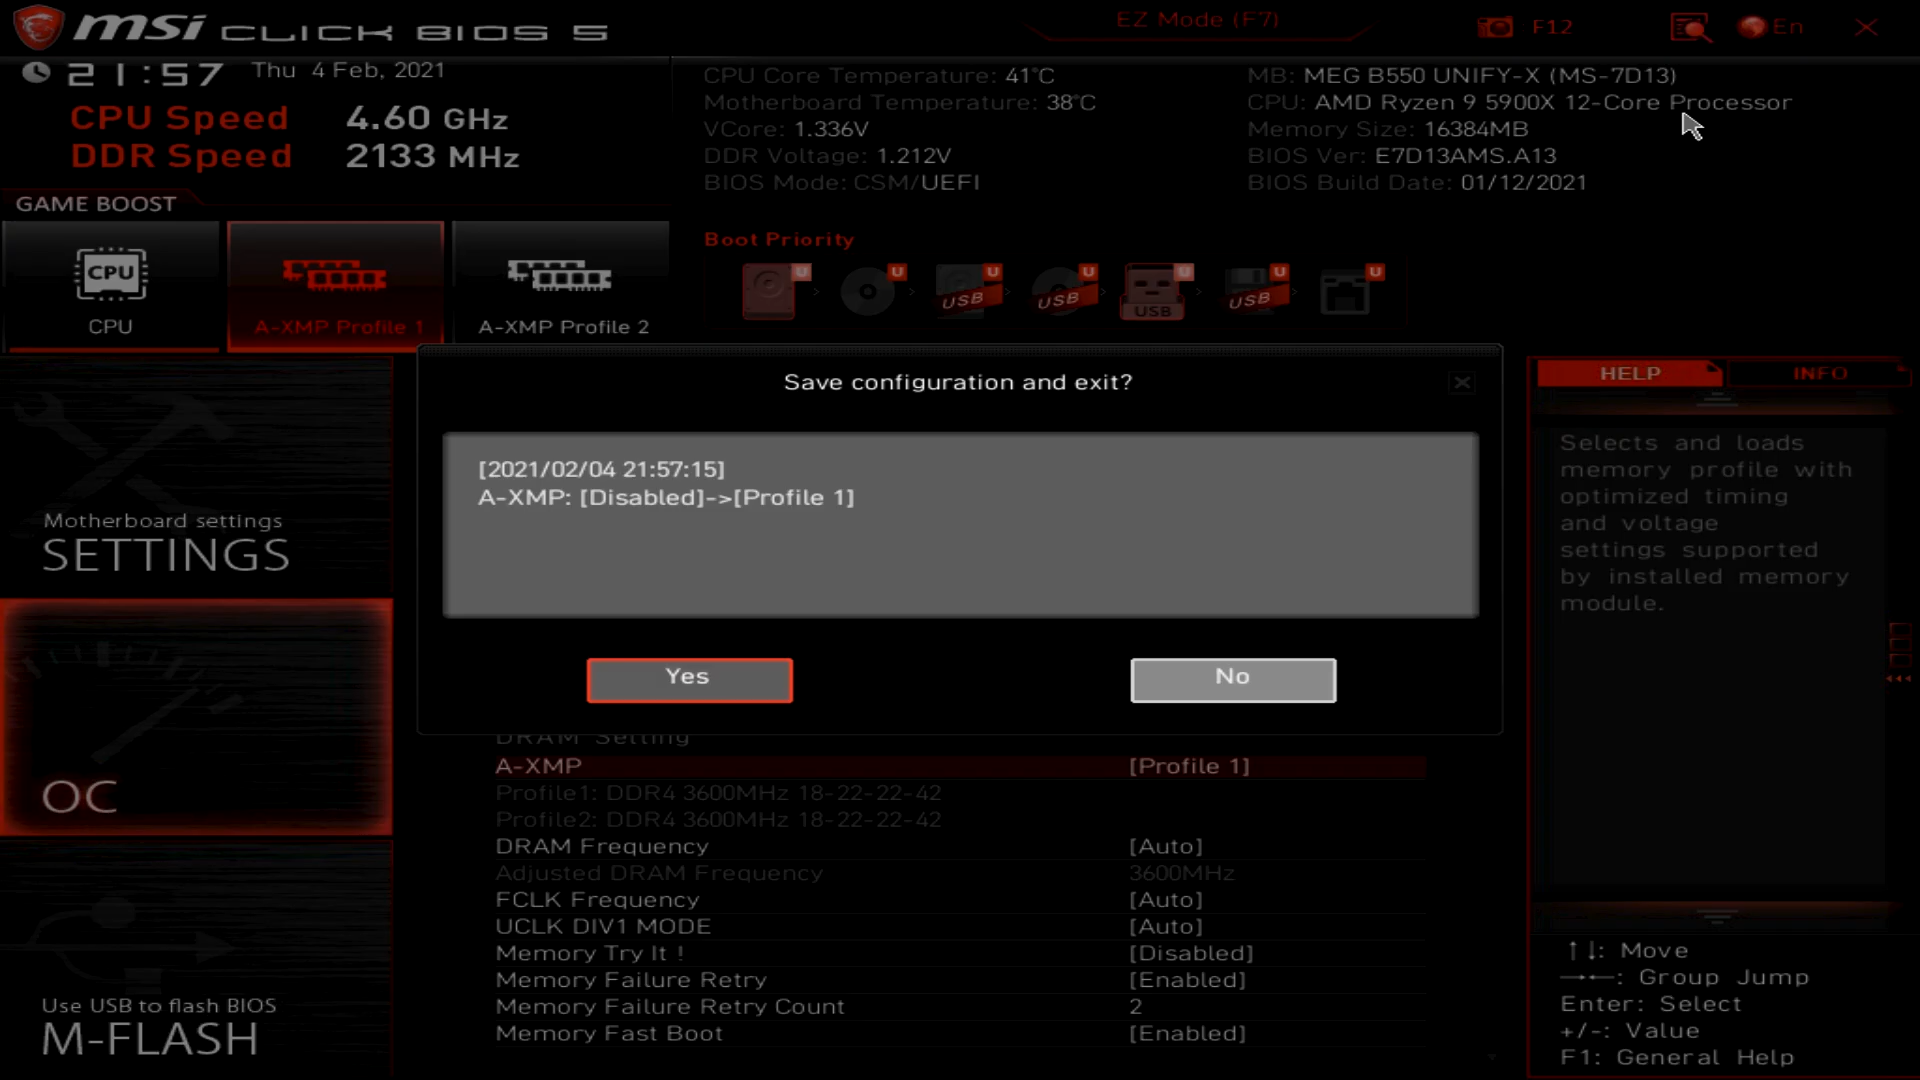 msi CLICK BIOS 5
EZ Mode (F7)
F12
En
21:57 Thu 4 Feb, 2021
CPU Speed 4.60 GHz
DDR Speed 2133 MHz
CPU Core Temperature: 41°C
Motherboard Temperature: 38°C
VCore: 1.336V
DDR Voltage: 1.212V
BIOS Mode: CSM/UEFI
MB: MEG B550 UNIFY-X (MS-7D13)
CPU: AMD Ryzen 9 5900X 12-Core Processor
Memory Size: 16384MB
BIOS Ver: E7D13AMS.A13
BIOS Build Date: 01/12/2021
GAME BOOST
CPU
CPU
A-XMP Profile 1
A-XMP Profile 2
Boot Priority
U U U U U U U
USB USB USB USB
Save configuration and exit?
[2021/02/04 21:57:15]
A-XMP: [Disabled]->[Profile 1]
Yes No
Motherboard settings
SETTINGS
OC
Use USB to flash BIOS
M-FLASH
DRAM Setting
A-XMP [Profile 1]
Profile1: DDR4 3600MHz 18-22-22-42
Profile2: DDR4 3600MHz 18-22-22-42
DRAM Frequency [Auto]
Adjusted DRAM Frequency 3600MHz
FCLK Frequency [Auto]
UCLK DIV1 MODE [Auto]
Memory Try It ! [Disabled]
Memory Failure Retry [Enabled]
Memory Failure Retry Count 2
Memory Fast Boot [Enabled]
HELP INFO
Selects and loads
memory profile with
optimized timing
and voltage
settings supported
by installed memory
module.
↑↓: Move
→←: Group Jump
Enter: Select
+/-: Value
F1: General Help